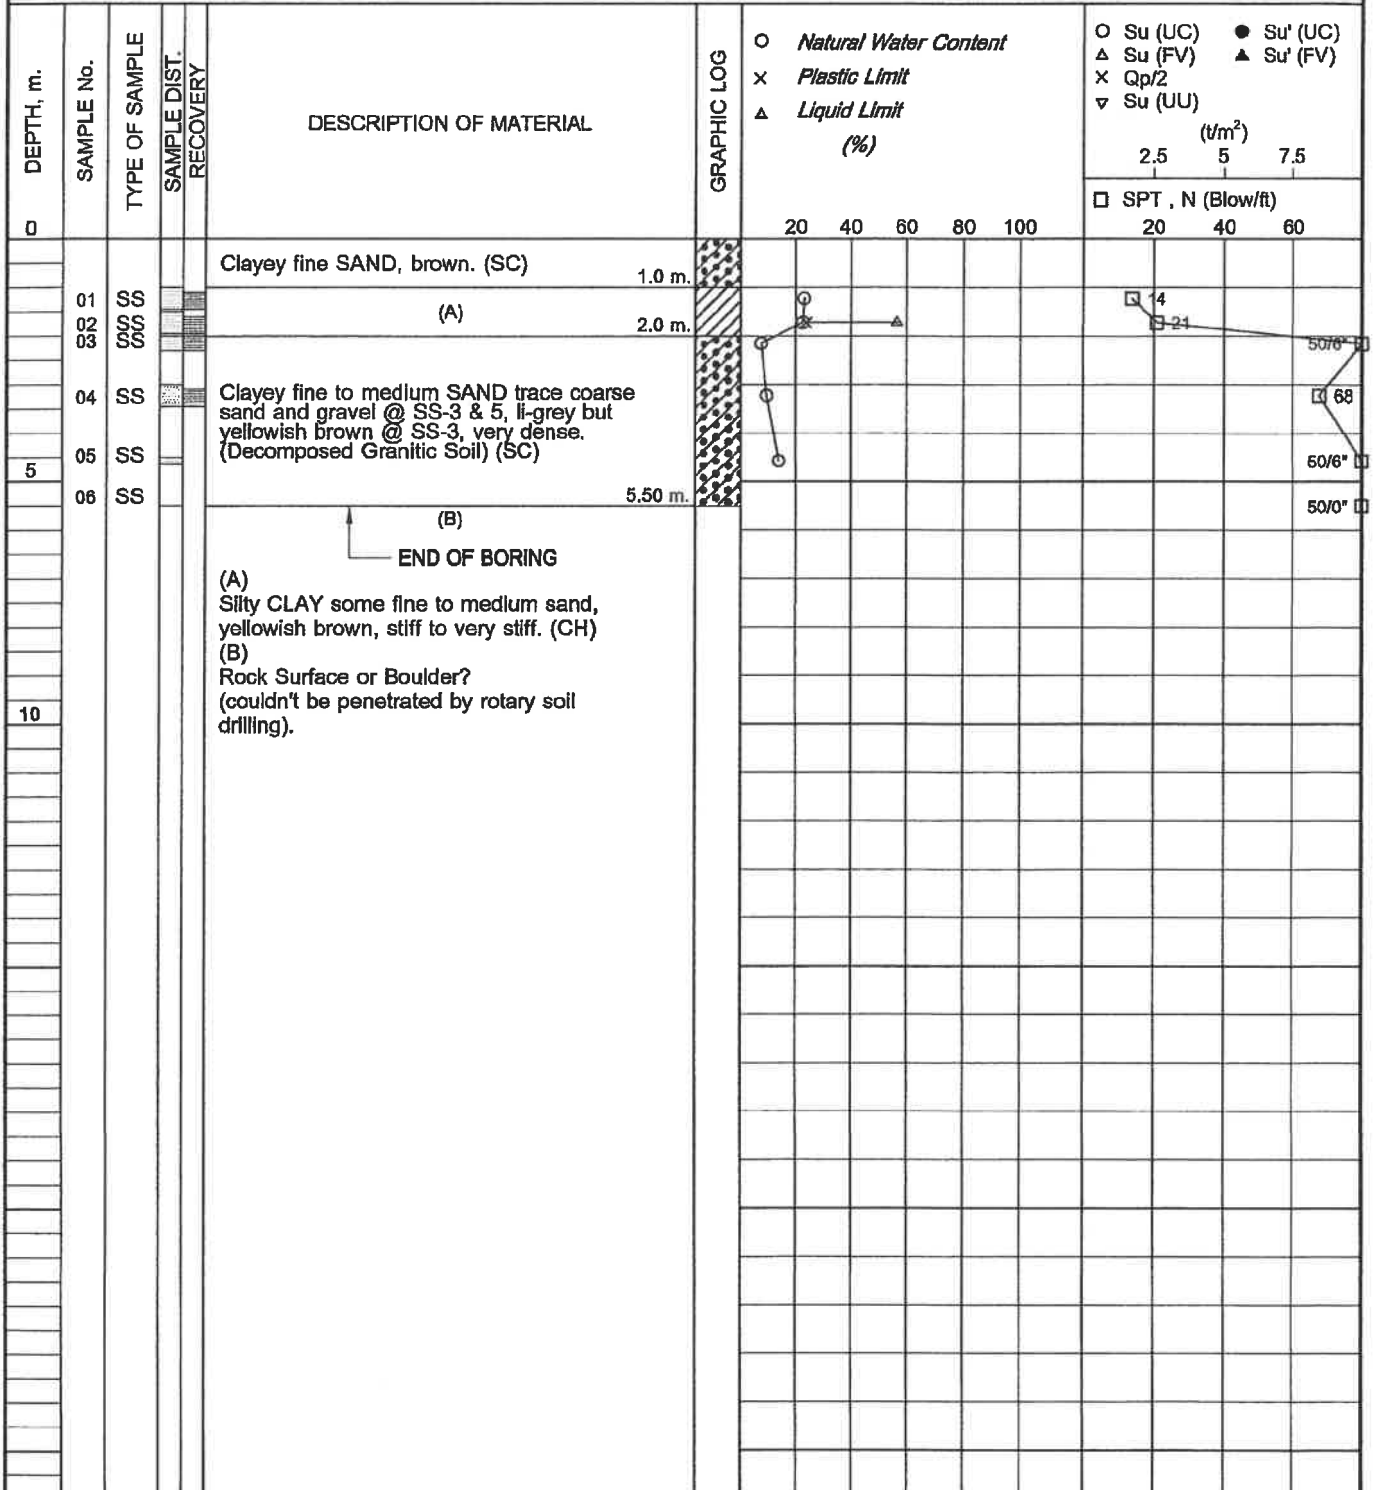 DEPTH, m.
SAMPLE No.
TYPE OF SAMPLE
SAMPLE DIST.
RECOVERY
DESCRIPTION OF MATERIAL
GRAPHIC LOG
Natural Water Content
Plastic Limit
Liquid Limit
(%)
Su (UC) Su' (UC)
Su (FV) Su' (FV)
Qp/2
Su (UU)
(t/m²)
2.5 5 7.5
SPT , N (Blow/ft)
0
20 40 60 80 100
20 40 60
Clayey fine SAND, brown. (SC)
1.0 m.
01 SS
14
(A)
02 SS
2.0 m.
21
03 SS
50/6"
04 SS
Clayey fine to medium SAND trace coarse
sand and gravel @ SS-3 & 5, li-grey but
yellowish brown @ SS-3, very dense.
(Decomposed Granitic Soil) (SC)
68
05 SS
5
50/6"
06 SS
5.50 m.
50/0"
(B)
END OF BORING
(A)
Silty CLAY some fine to medium sand,
yellowish brown, stiff to very stiff. (CH)
(B)
Rock Surface or Boulder?
(couldn't be penetrated by rotary soil
drilling).
10